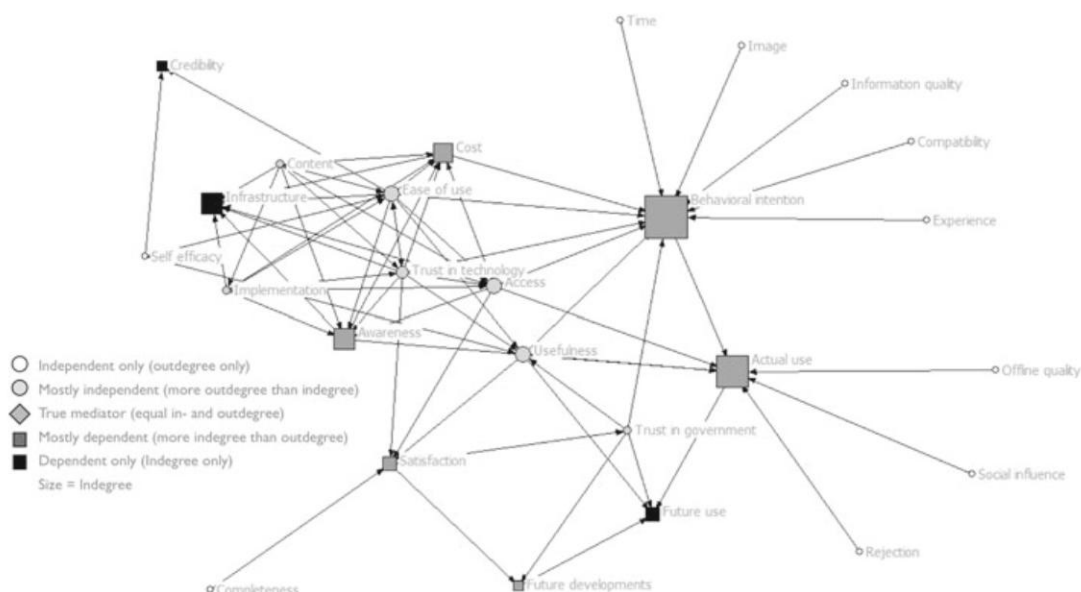 Time
Image
Credibility
Information quality
Compatibility
Cost
Content
Ease of use
Infrastructure
Behavioral intention
Experience
Self efficacy
Trust in technology
Access
Implementation
Awareness
Usefulness
Actual use
Offline quality
Independent only (outdegree only)
Mostly independent (more outdegree than indegree)
True mediator (equal in- and outdegree)
Mostly dependent (more indegree than outdegree)
Dependent only (Indegree only)
Size = Indegree
Trust in government
Satisfaction
Social influence
Future use
Rejection
Future developments
Completeness